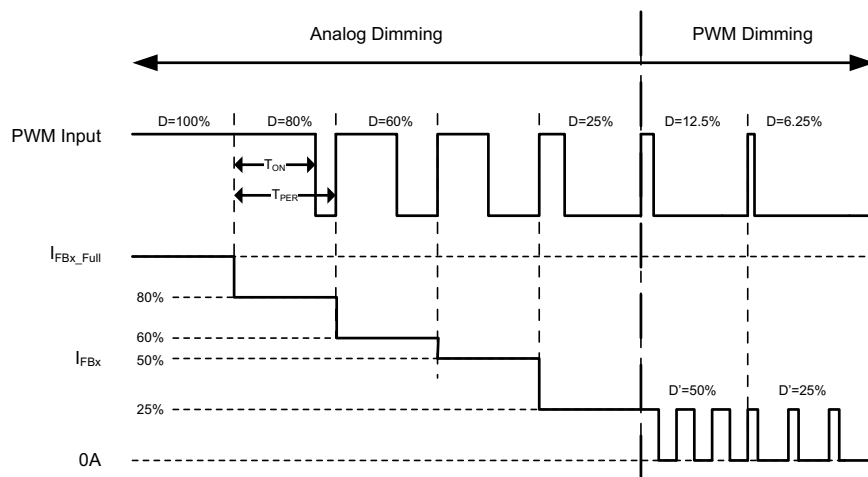 Analog Dimming
PWM Dimming
D=100%
D=80%
D=60%
D=25%
D=12.5%
D=6.25%
PWM Input
TON
TPER
IFBx_Full
80%
60%
IFBx
50%
D'=50%
D'=25%
25%
0A